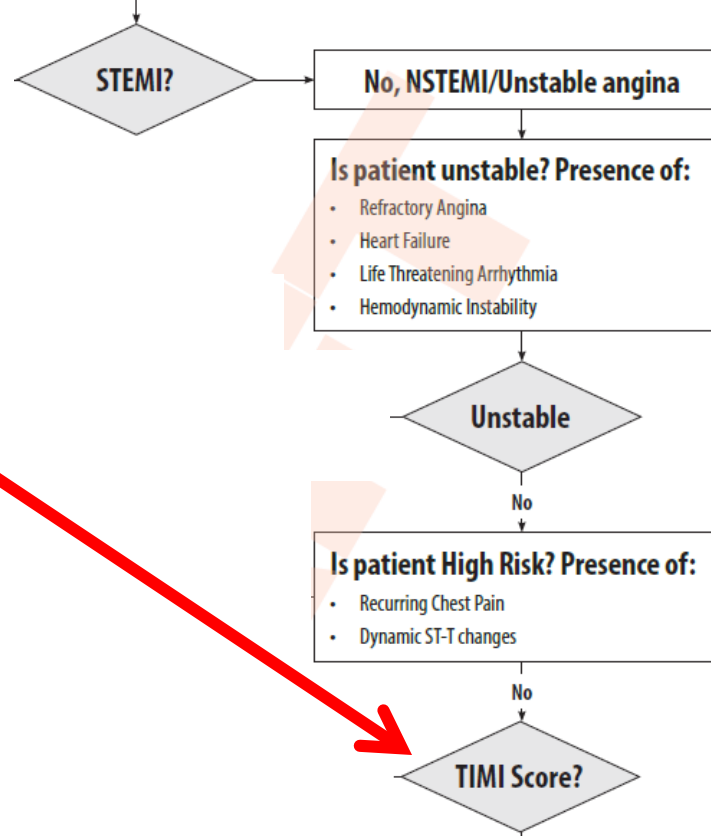 STEMI?
No, NSTEMI/Unstable angina
Is patient unstable? Presence of:
• Refractory Angina
• Heart Failure
• Life Threatening Arrhythmia
• Hemodynamic Instability
Unstable
No
Is patient High Risk? Presence of:
• Recurring Chest Pain
• Dynamic ST-T changes
No
TIMI Score?